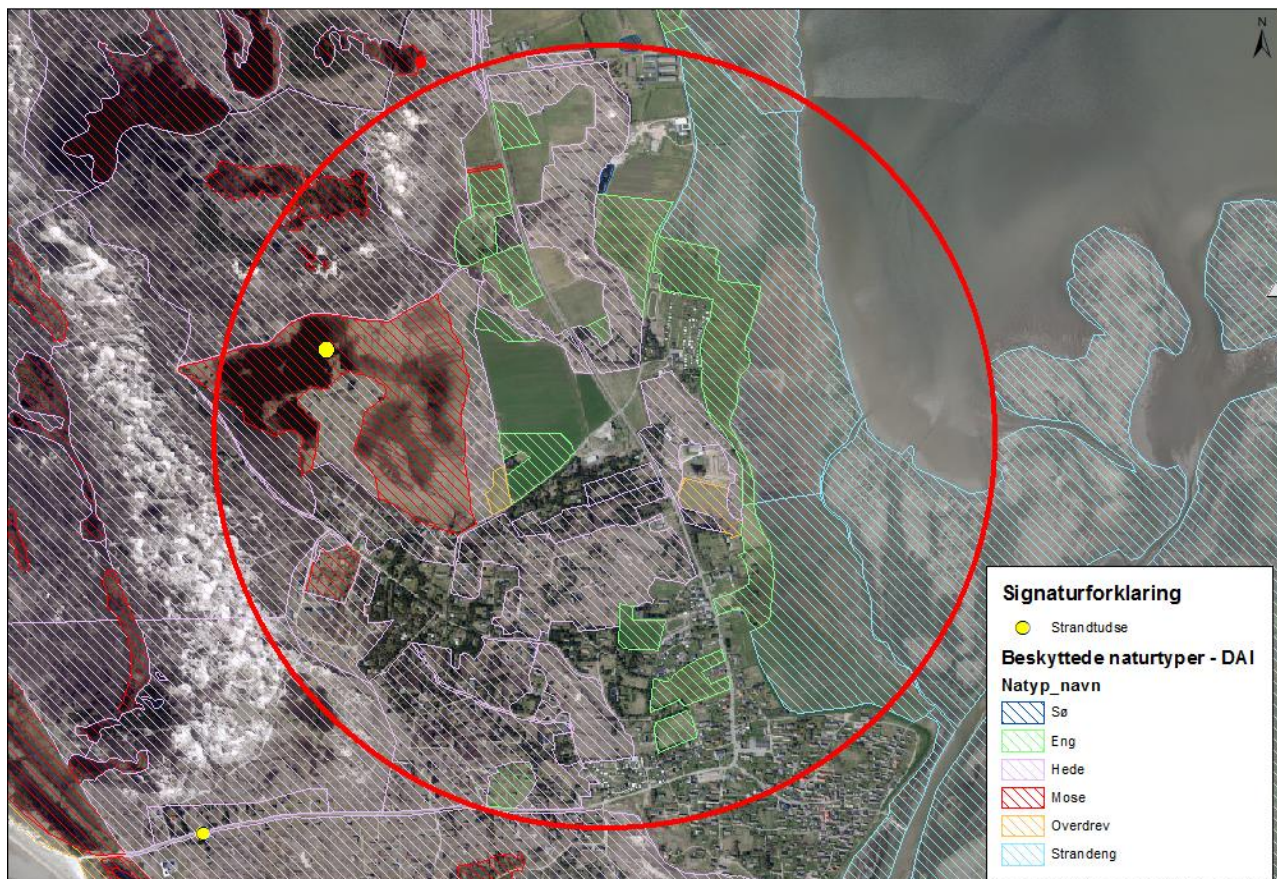 N
Signaturforklaring
Strandtudse
Beskyttede naturtyper - DAI
Natyp_navn
Sø
Eng
Hede
Mose
Overdrev
Strandeng